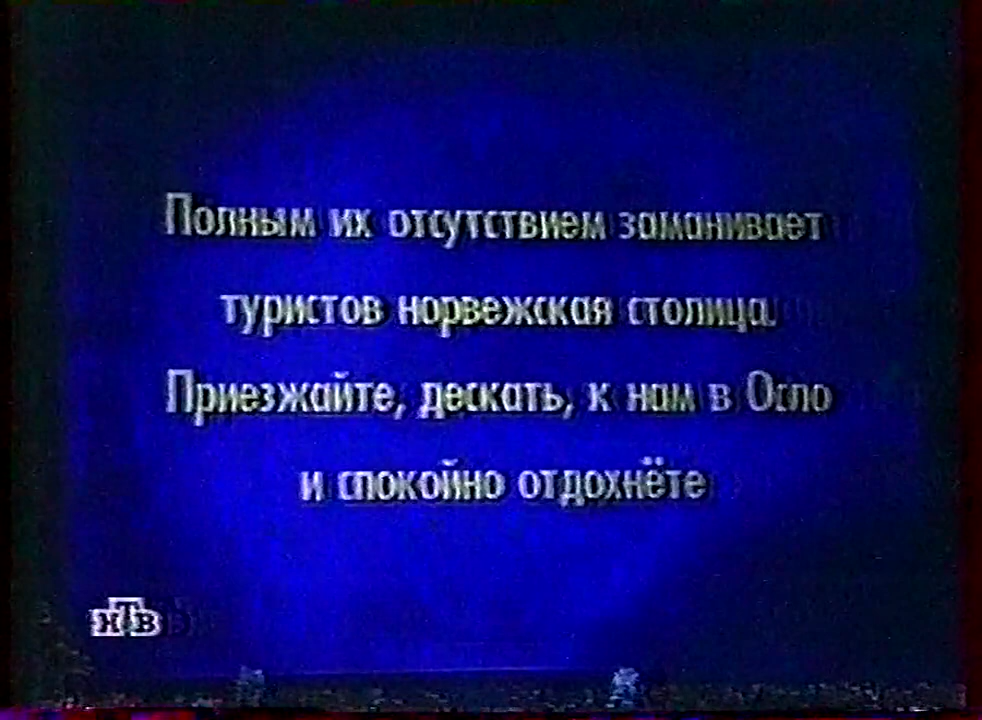 Полным их отсутствием заманивает
туристов норвежская столица.
Приезжайте, дескать, к нам в Осло
и спокойно отдохнёте
НТВ